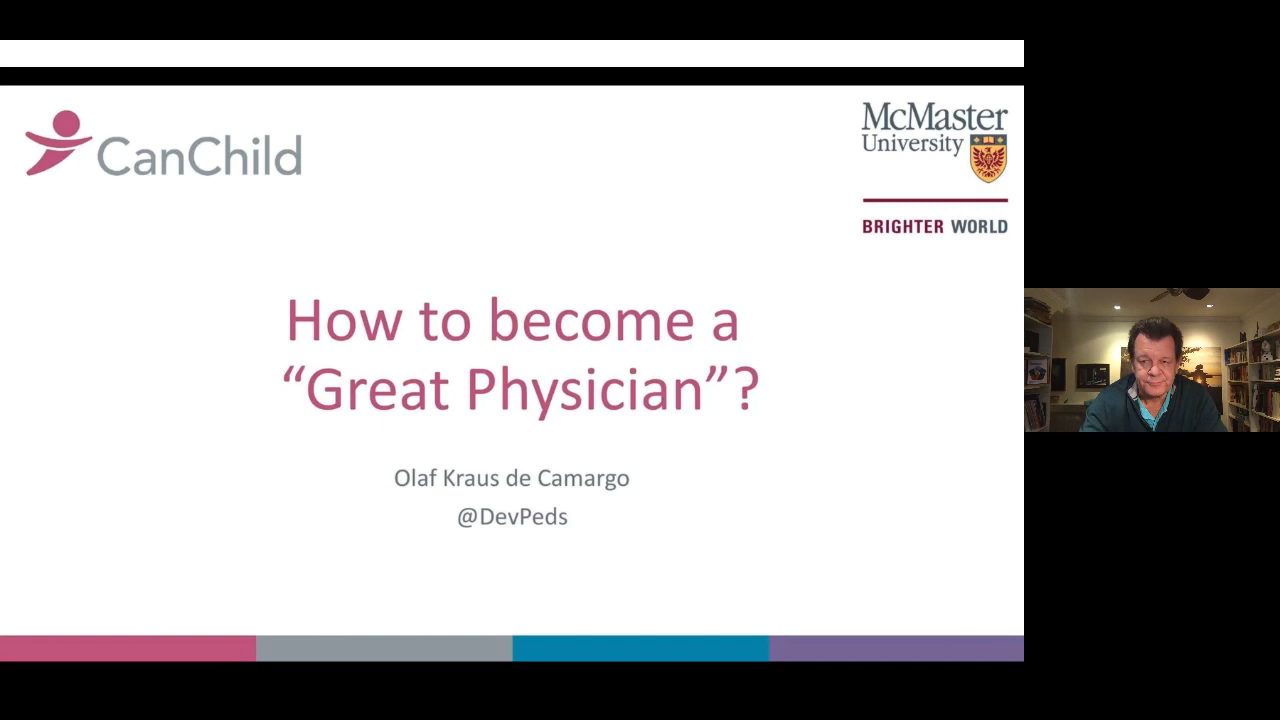 CanChild
McMaster
University
BRIGHTER WORLD
How to become a
“Great Physician”?
Olaf Kraus de Camargo
@DevPeds